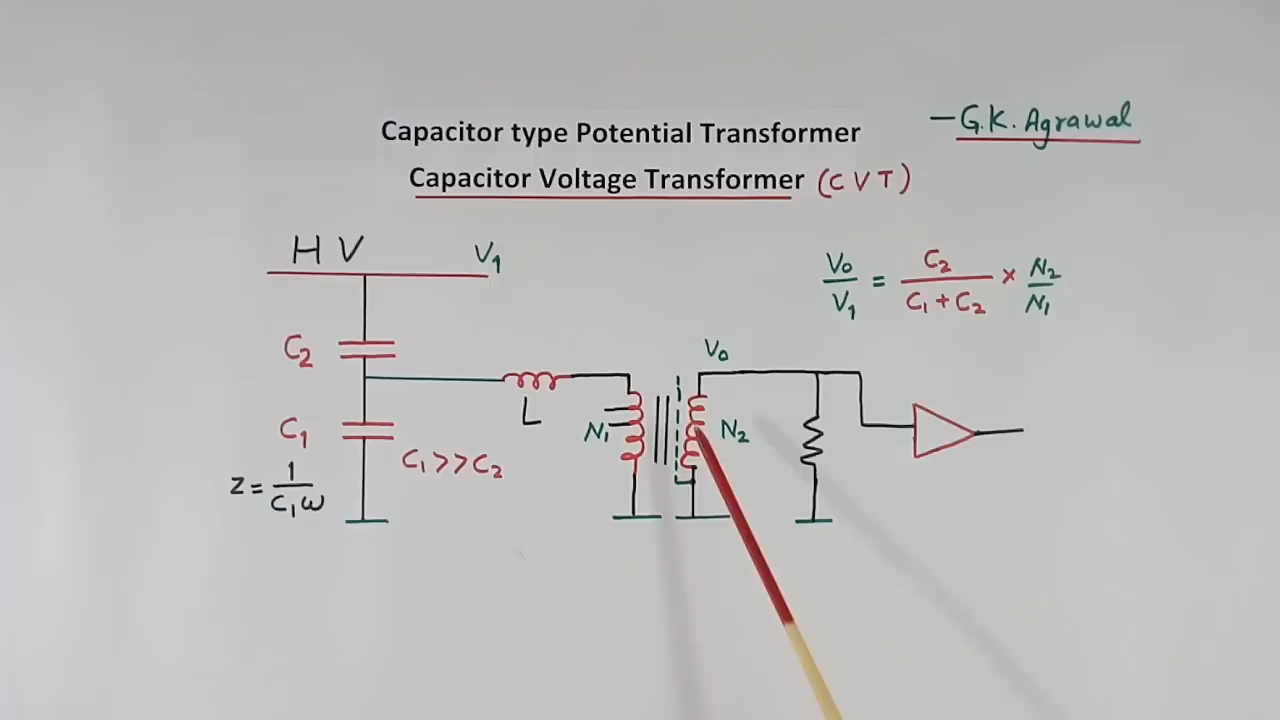 — G.K. Agrawal
Capacitor type Potential Transformer
Capacitor Voltage Transformer (CVT)
HV
V₁
V₀/V₁ = C₂/(C₁+C₂) × N₂/N₁
C₂
V₀
L
C₁
N₁
N₂
C₁>>C₂
Z = 1/C₁ω